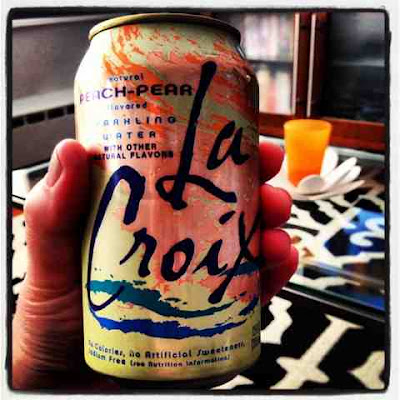 natural
PEACH-PEAR
flavored
SPARKLING
WATER
WITH OTHER
NATURAL FLAVORS
La
Croix
No Calories, No Artificial Sweeteners,
Sodium Free (see Nutrition Information)